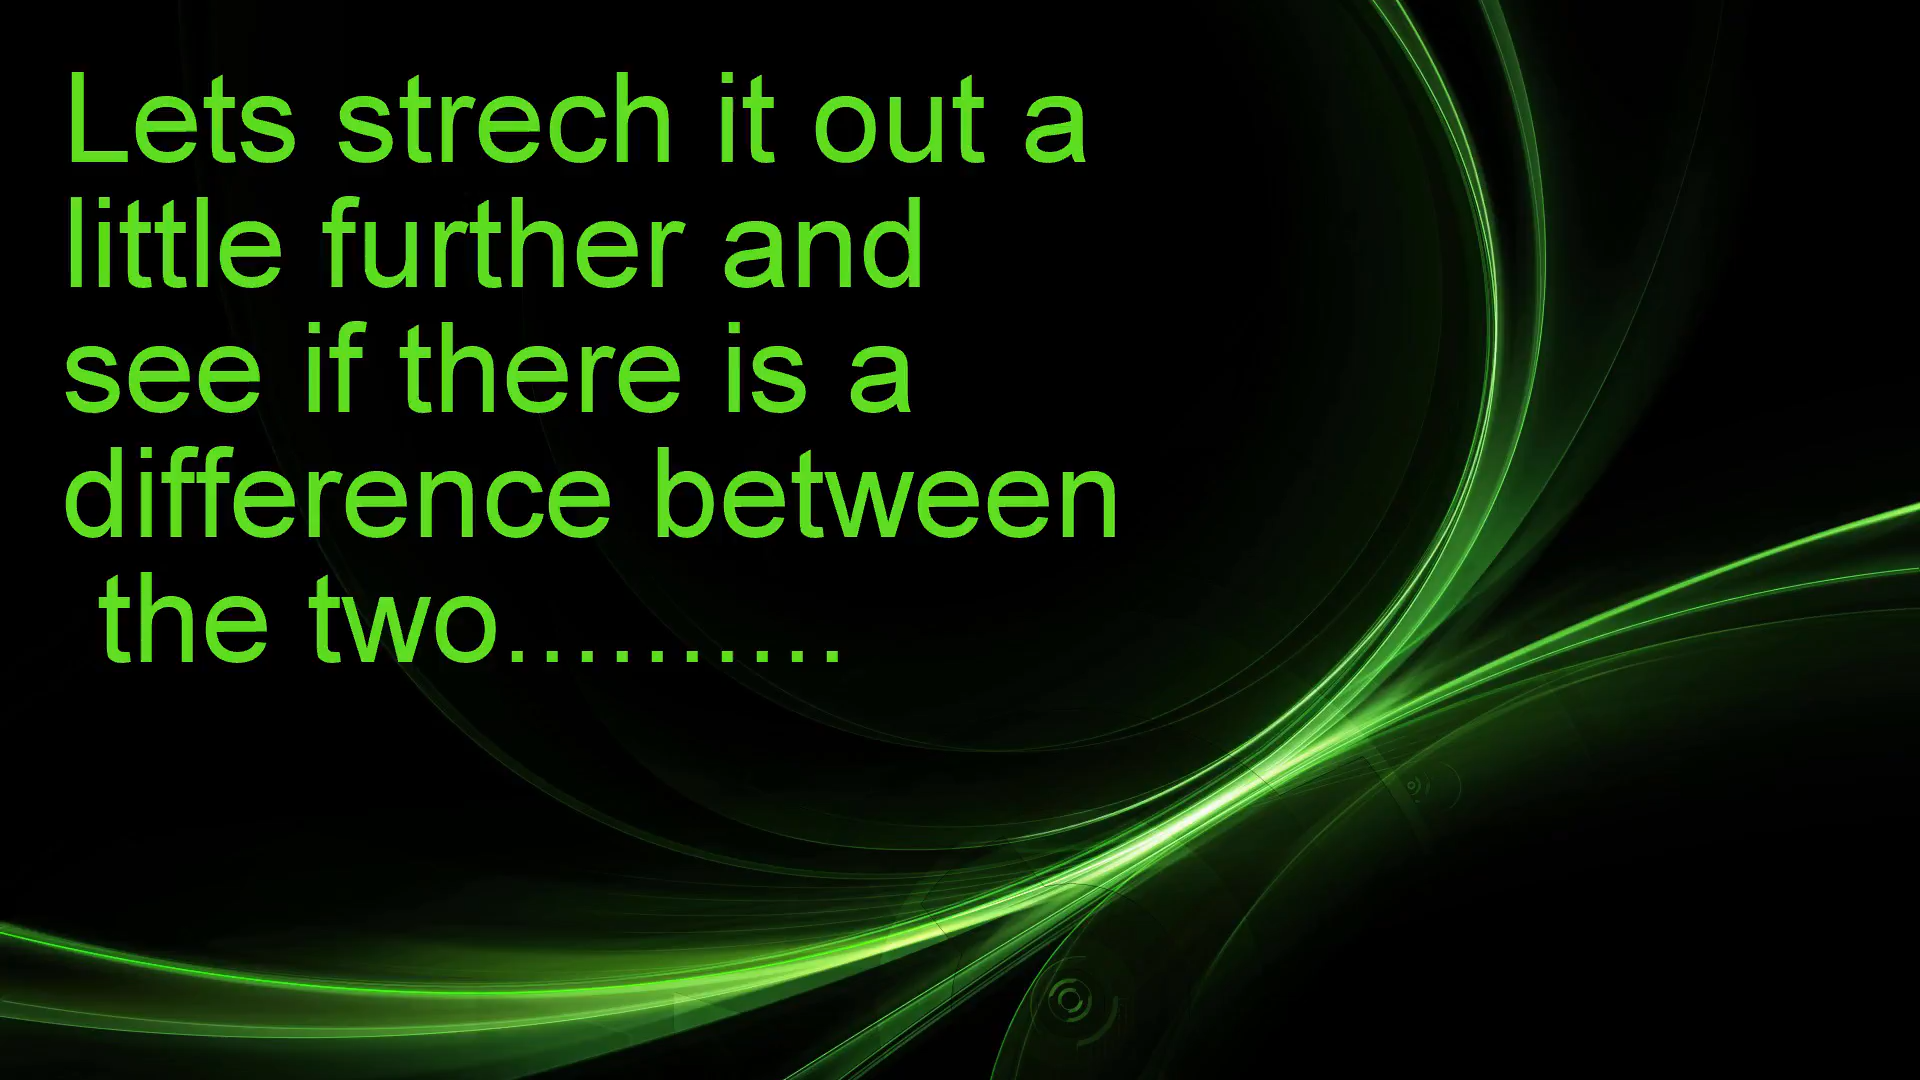 Lets strech it out a
little further and
see if there is a
difference between
the two..........